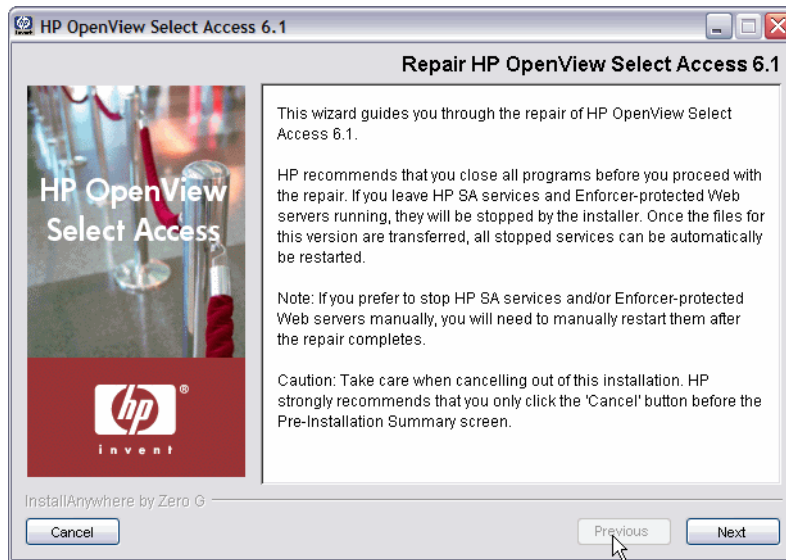 HP OpenView Select Access 6.1
Repair HP OpenView Select Access 6.1
HP OpenView
Select Access
hp
®
invent
This wizard guides you through the repair of HP OpenView Select
Access 6.1.
HP recommends that you close all programs before you proceed with
the repair. If you leave HP SA services and Enforcer-protected Web
servers running, they will be stopped by the installer. Once the files for
this version are transferred, all stopped services can be automatically
be restarted.
Note: If you prefer to stop HP SA services and/or Enforcer-protected
Web servers manually, you will need to manually restart them after
the repair completes.
Caution: Take care when cancelling out of this installation. HP
strongly recommends that you only click the 'Cancel' button before the
Pre-Installation Summary screen.
InstallAnywhere by Zero G
Cancel
Previous
Next